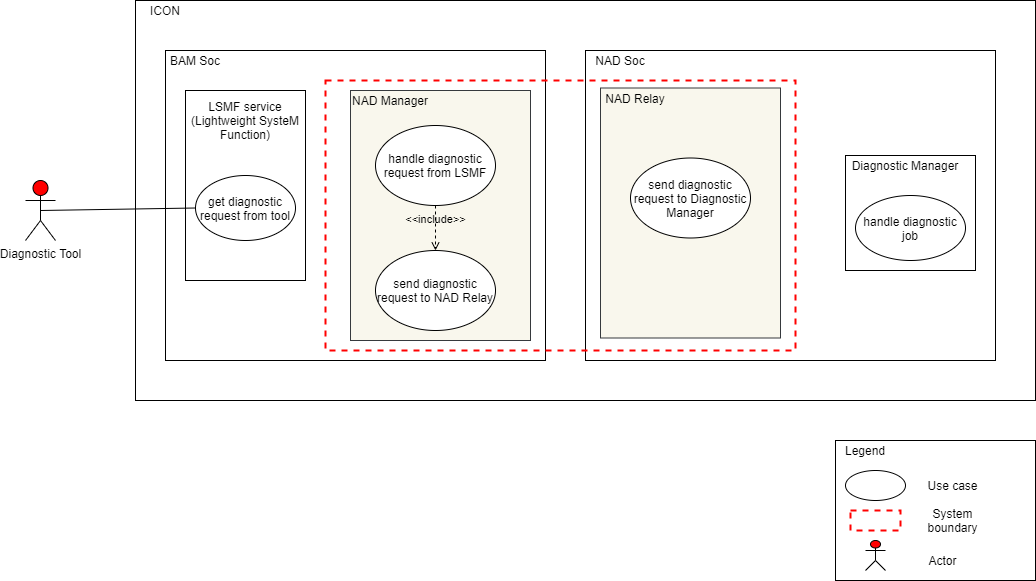 ICON
BAM Soc
NAD Soc
LSMF service
(Lightweight SysteM
Function)
NAD Manager
NAD Relay
handle diagnostic
request from LSMF
Diagnostic Manager
get diagnostic
request from tool
send diagnostic
request to Diagnostic
Manager
<<include>>
handle diagnostic
job
Diagnostic Tool
send diagnostic
request to NAD Relay
Legend
Use case
System
boundary
Actor